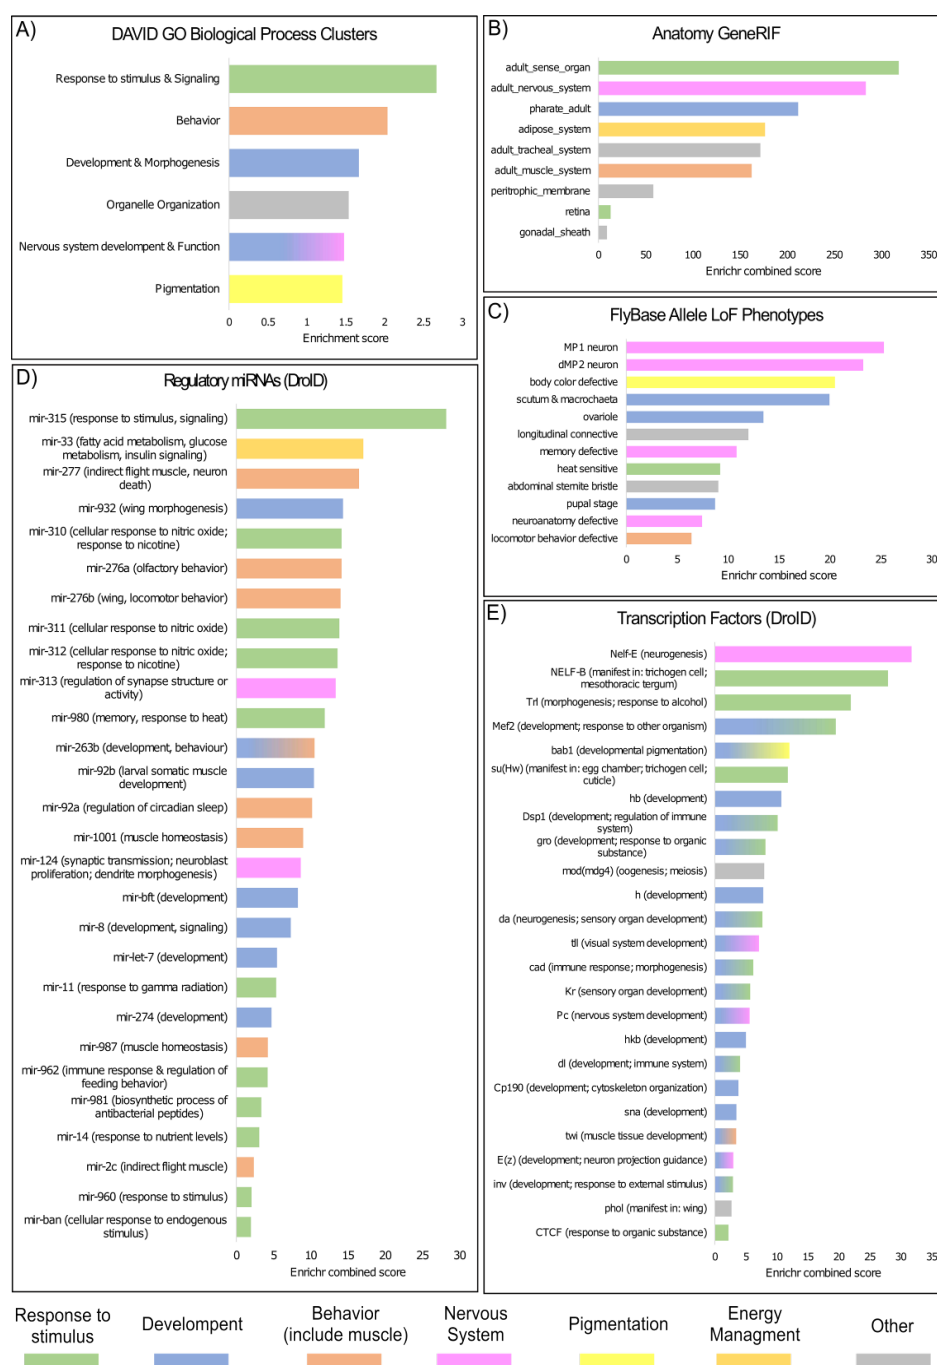 A)
DAVID GO Biological Process Clusters
Response to stimulus & Signaling
Behavior
Development & Morphogenesis
Organelle Organization
Nervous system develompent & Function
Pigmentation
0 0.5 1 1.5 2 2.5 3
Enrichment score
B)
Anatomy GeneRIF
adult_sense_organ
adult_nervous_system
pharate_adult
adipose_system
adult_tracheal_system
adult_muscle_system
peritrophic_membrane
retina
gonadal_sheath
0 50 100 150 200 250 300 350
Enrichr combined score
C)
FlyBase Allele LoF Phenotypes
MP1 neuron
dMP2 neuron
body color defective
scutum & macrochaeta
ovariole
longitudinal connective
memory defective
heat sensitive
abdominal sternite bristle
pupal stage
neuroanatomy defective
locomotor behavior defective
0 5 10 15 20 25 30
Enrichr combined score
D)
Regulatory miRNAs (DroID)
mir-315 (response to stimulus, signaling)
mir-33 (fatty acid metabolism, glucose
metabolism, insulin signaling)
mir-277 (indirect flight muscle, neuron
death)
mir-932 (wing morphogenesis)
mir-310 (cellular response to nitric oxide;
response to nicotine)
mir-276a (olfactory behavior)
mir-276b (wing, locomotor behavior)
mir-311 (cellular response to nitric oxide)
mir-312 (cellular response to nitric oxide;
response to nicotine)
mir-313 (regulation of synapse structure or
activity)
mir-980 (memory, response to heat)
mir-263b (development, behaviour)
mir-92b (larval somatic muscle
development)
mir-92a (regulation of circadian sleep)
mir-1001 (muscle homeostasis)
mir-124 (synaptic transmission; neuroblast
proliferation; dendrite morphogenesis)
mir-bft (development)
mir-8 (development, signaling)
mir-let-7 (development)
mir-11 (response to gamma radiation)
mir-274 (development)
mir-987 (muscle homeostasis)
mir-962 (immune response & regulation of
feeding behavior)
mir-981 (biosynthetic process of
antibacterial peptides)
mir-14 (response to nutrient levels)
mir-2c (indirect flight muscle)
mir-960 (response to stimulus)
mir-ban (cellular response to endogenous
stimulus)
0 5 10 15 20 25 30
Enrichr combined score
E)
Transcription Factors (DroID)
Nelf-E (neurogenesis)
NELF-B (manifest in: trichogen cell;
mesothoracic tergum)
Trl (morphogenesis; response to alcohol)
Mef2 (development; response to other organism)
bab1 (developmental pigmentation)
su(Hw) (manifest in: egg chamber; trichogen cell;
cuticle)
hb (development)
Dsp1 (development; regulation of immune
system)
gro (development; response to organic
substance)
mod(mdg4) (oogenesis; meiosis)
h (development)
da (neurogenesis; sensory organ development)
tll (visual system development)
cad (immune response; morphogenesis)
Kr (sensory organ development)
Pc (nervous system development)
hkb (development)
dl (development; immune system)
Cp190 (development; cytoskeleton organization)
sna (development)
twi (muscle tissue development)
E(z) (development; neuron projection guidance)
inv (development; response to external stimulus)
phol (manifest in: wing)
CTCF (response to organic substance)
0 5 10 15 20 25 30 35
Enrichr combined score
Response to
stimulus
Develompent
Behavior
(include muscle)
Nervous
System
Pigmentation
Energy
Managment
Other